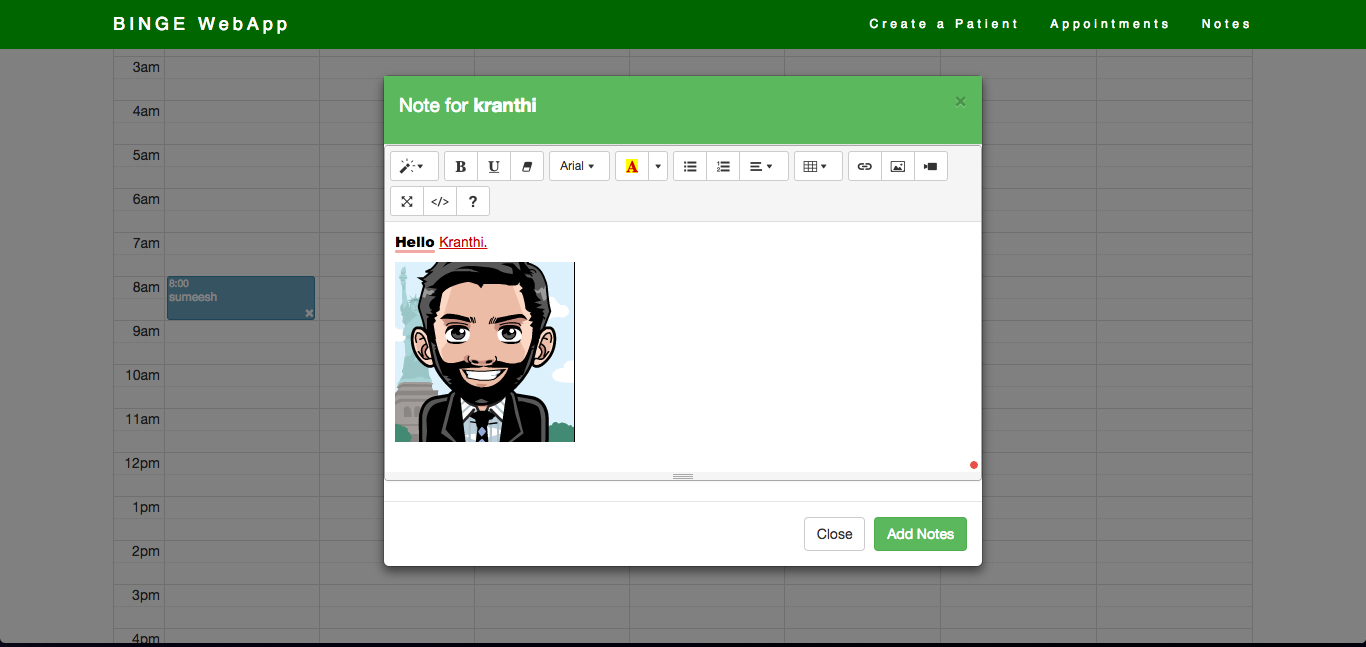 BINGE WebApp Create a Patient Appointments Notes
3am
4am
5am
6am
7am
8am
8:00
sumeesh
×
9am
10am
11am
12pm
1pm
2pm
3pm
4pm
Note for kranthi ×
B U Arial A
</> ?
Hello Kranthi.
Close Add Notes